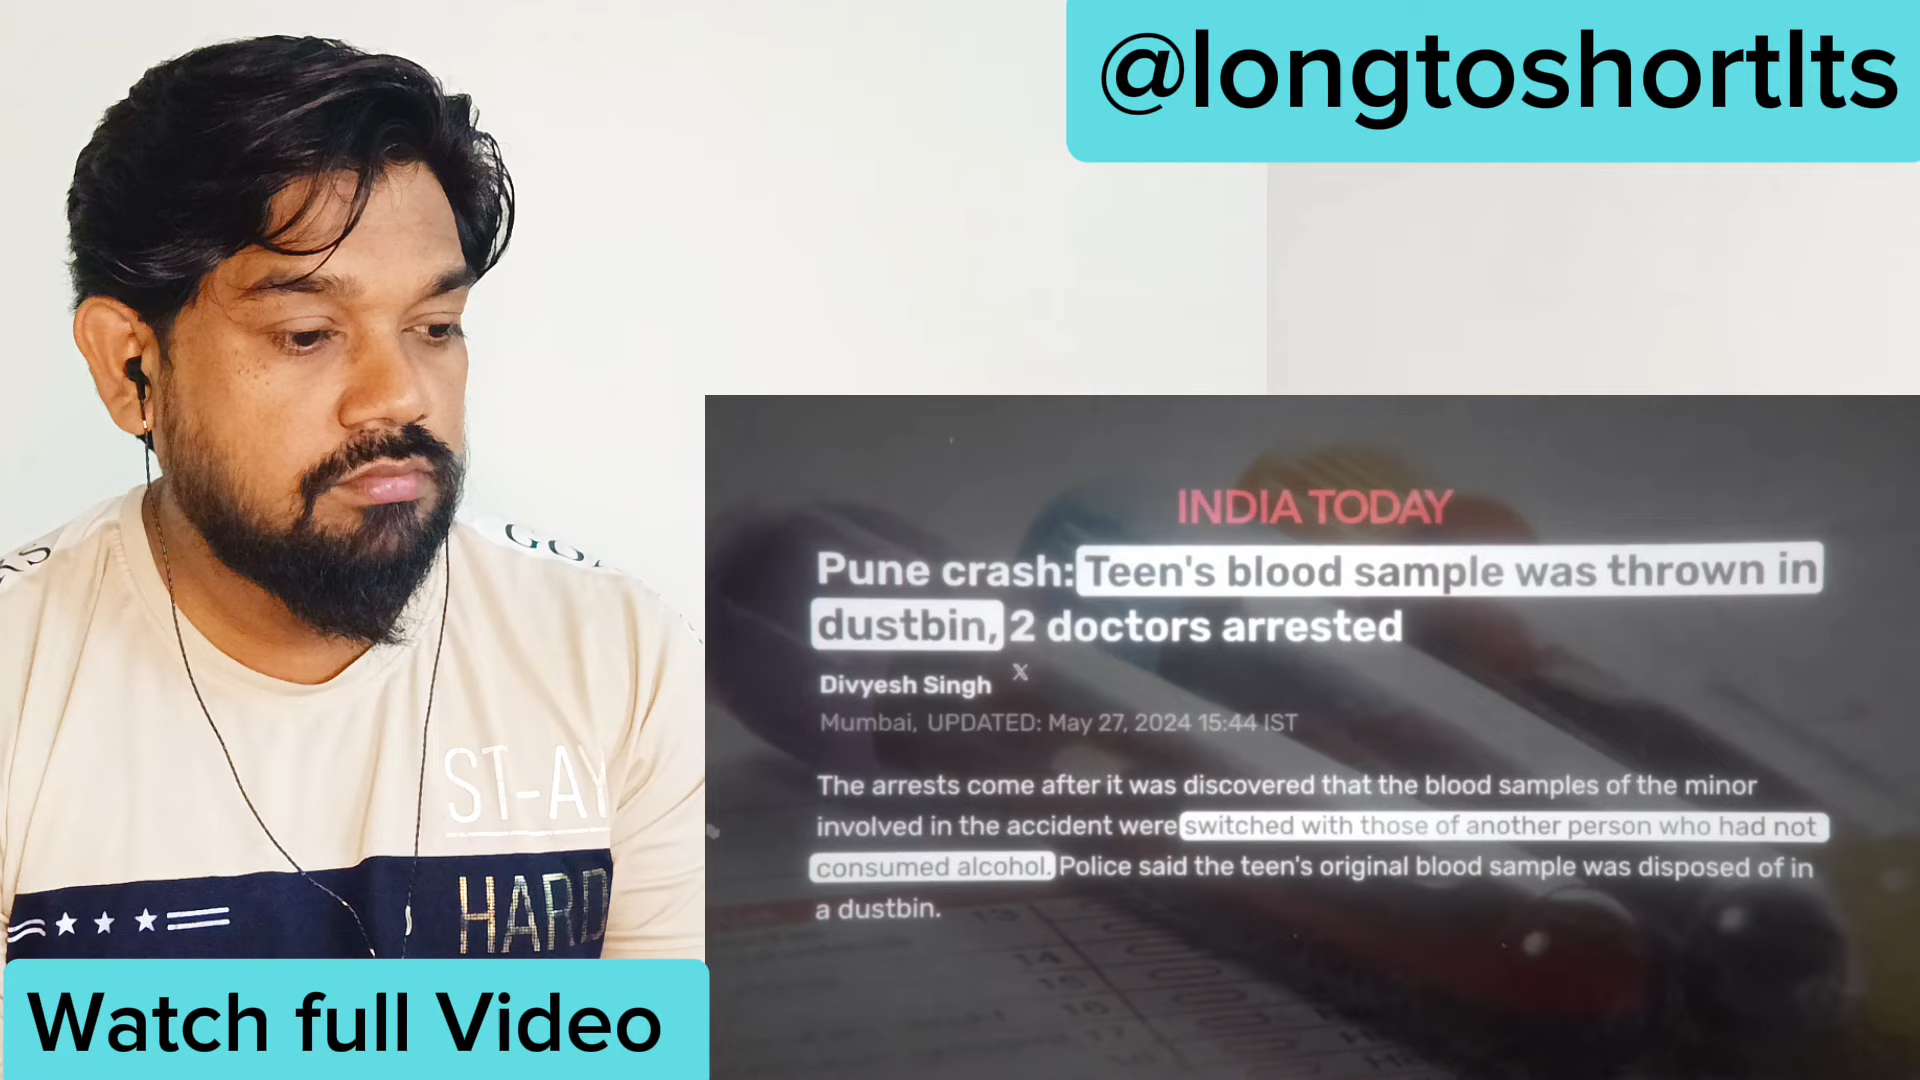 @longtoshortlts
INDIA TODAY
Pune crash: Teen's blood sample was thrown in
dustbin, 2 doctors arrested
Divyesh Singh X
Mumbai, UPDATED: May 27, 2024 15:44 IST
The arrests come after it was discovered that the blood samples of the minor
involved in the accident were switched with those of another person who had not
consumed alcohol. Police said the teen's original blood sample was disposed of in
a dustbin.
GO
ST-AY
HARD
Watch full Video